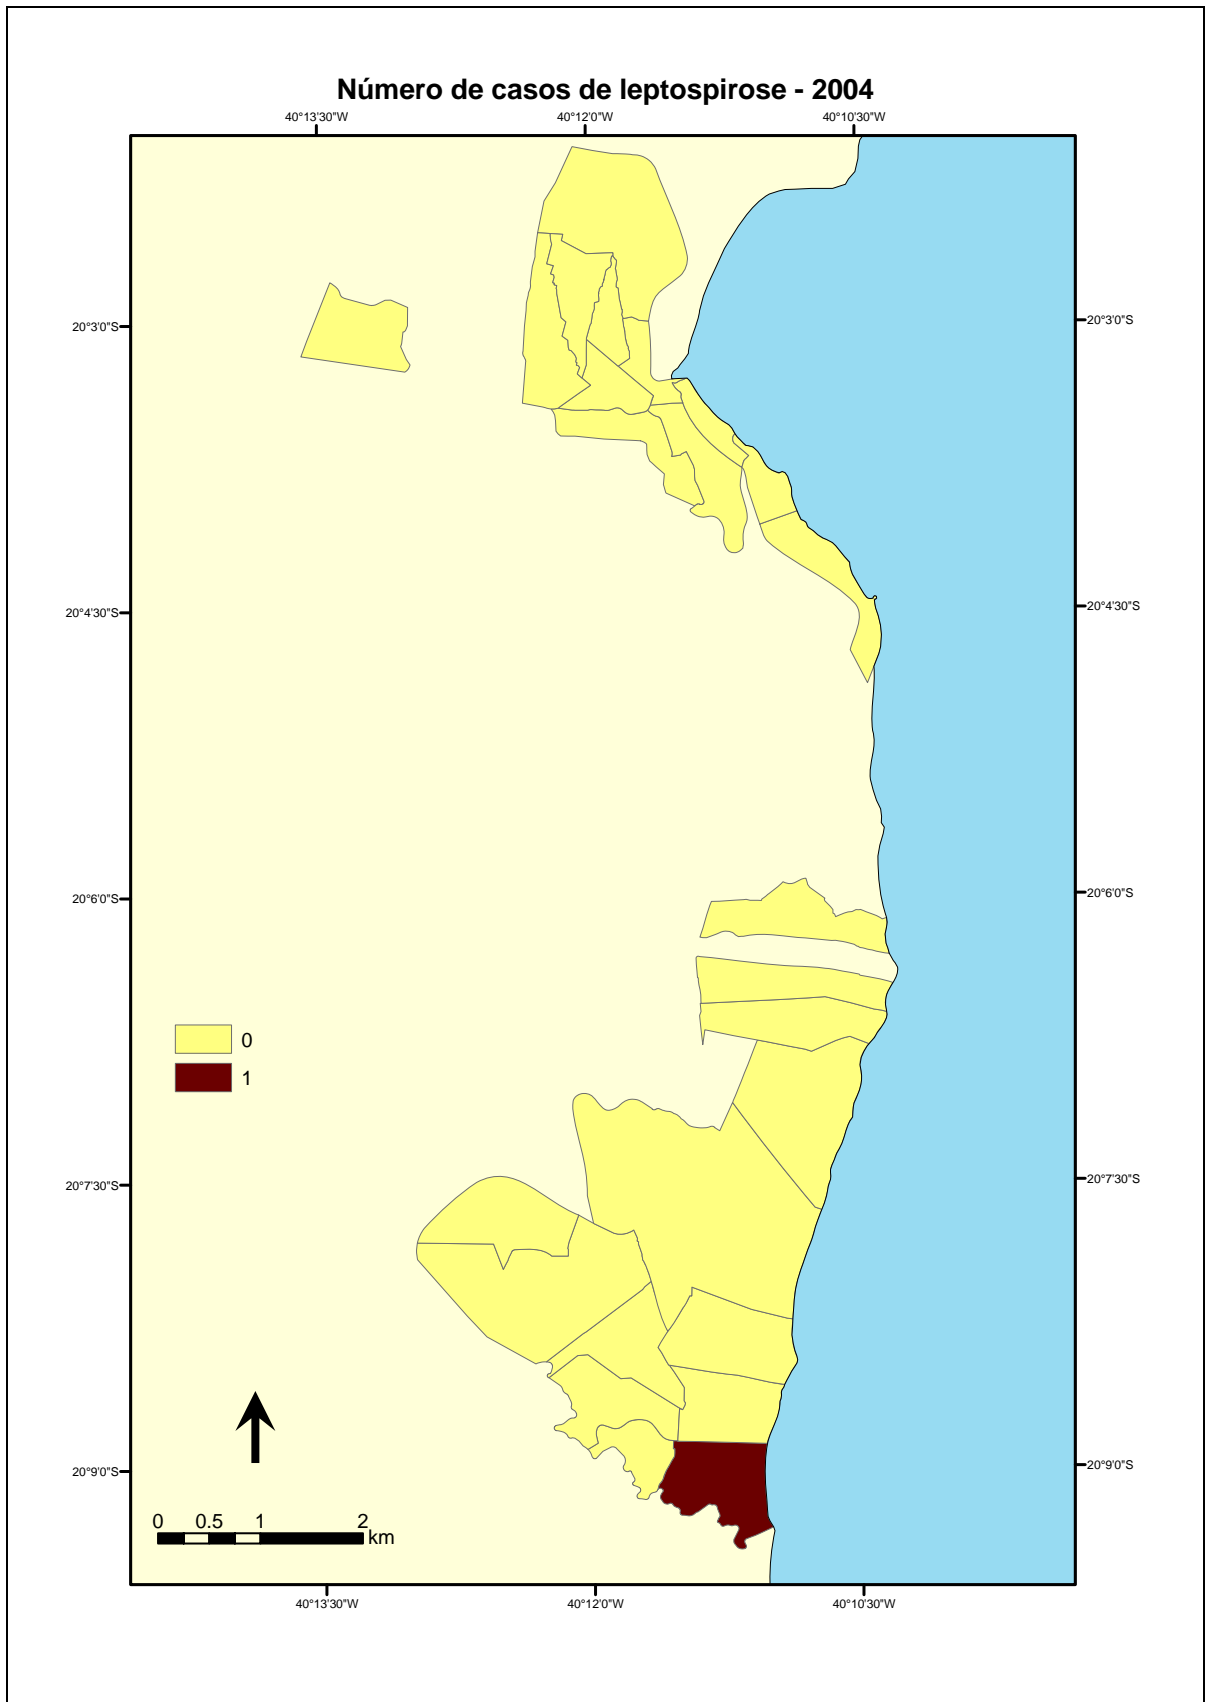 Número de casos de leptospirose - 2004
40°13'30"W 40°12'0"W 40°10'30"W
20°3'0"S 20°3'0"S
20°4'30"S 20°4'30"S
20°6'0"S 20°6'0"S
0
1
20°7'30"S 20°7'30"S
20°9'0"S 20°9'0"S
0 0.5 1 2
km
40°13'30"W 40°12'0"W 40°10'30"W